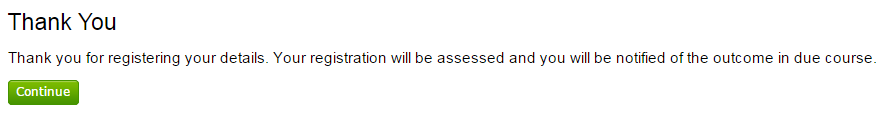 Thank You
Thank you for registering your details. Your registration will be assessed and you will be notified of the outcome in due course.
Continue